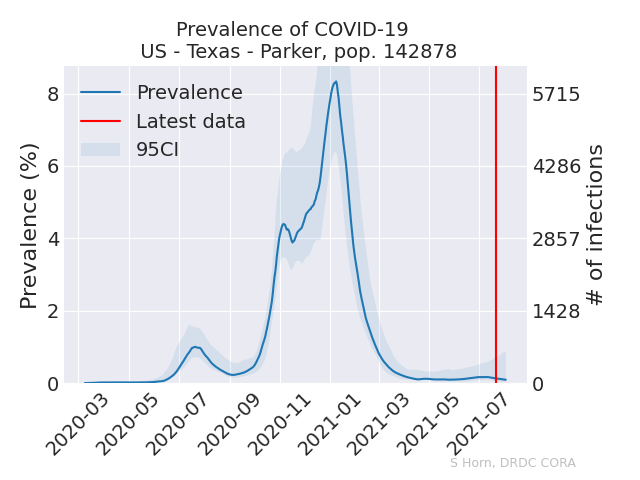 Prevalence of COVID-19
US - Texas - Parker, pop. 142878
Prevalence
Latest data
95CI
Prevalence (%)
8
6
4
2
0
5715
4286
2857
1428
0
# of infections
2020-03
2020-05
2020-07
2020-09
2020-11
2021-01
2021-03
2021-05
2021-07
S Horn, DRDC CORA